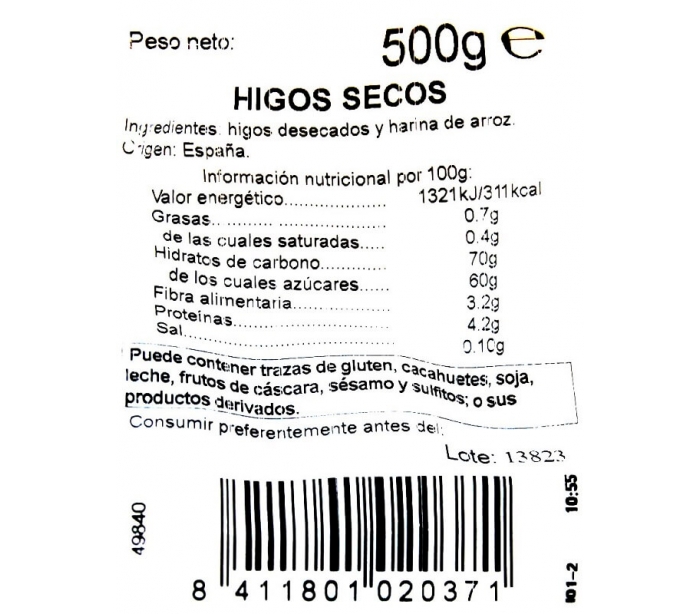 Peso neto: 500g e
HIGOS SECOS
Ingredientes: higos desecados y harina de arroz.
Origen: España.
Información nutricional por 100g:
Valor energético.................. 1321kJ/311kcal
Grasas.. .......................... 0.7g
de las cuales saturadas..... 0.4g
Hidratos de carbono............ 70g
de los cuales azúcares...... 60g
Fibra alimentaria................. 3.2g
Proteínas........................... 4.2g
Sal.................................... 0.10g
Puede contener trazas de gluten, cacahuetes, soja,
leche, frutos de cáscara, sésamo y sulfitos; o sus
productos derivados.
Consumir preferentemente antes del:
Lote: 13823
49840
10:55
8 411801 020371